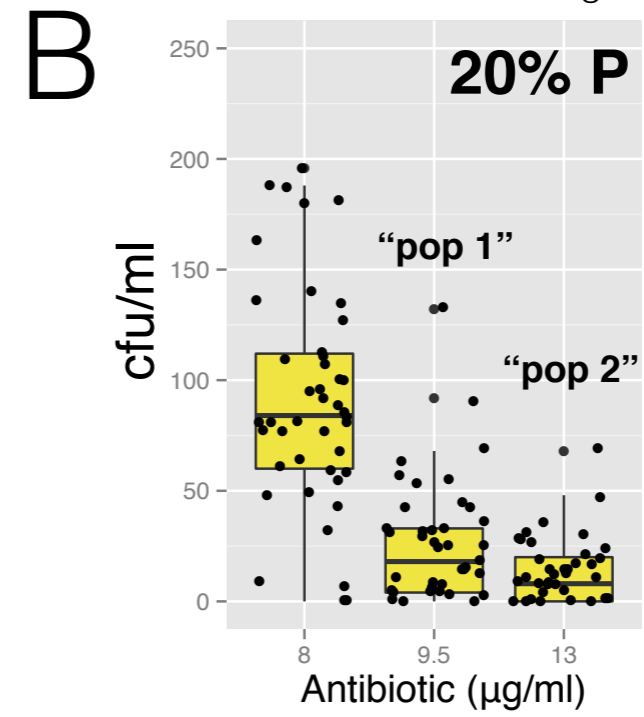 B
20% P
250
200
150
100
50
0
cfu/ml
“pop 1”
“pop 2”
8 9.5 13
Antibiotic (μg/ml)